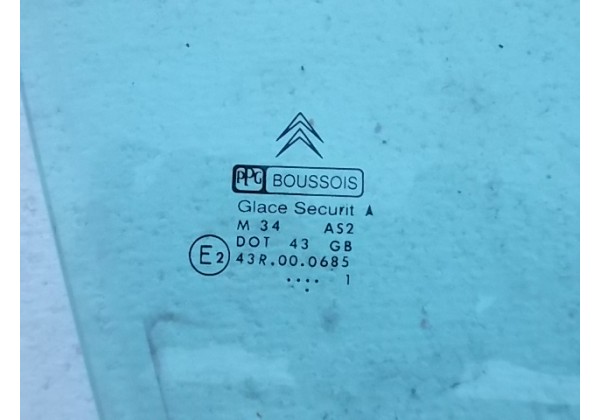 PPG BOUSSOIS
Glace Securit
M 34 AS2
DOT 43 GB
E2 43R.00.0685
.... 1